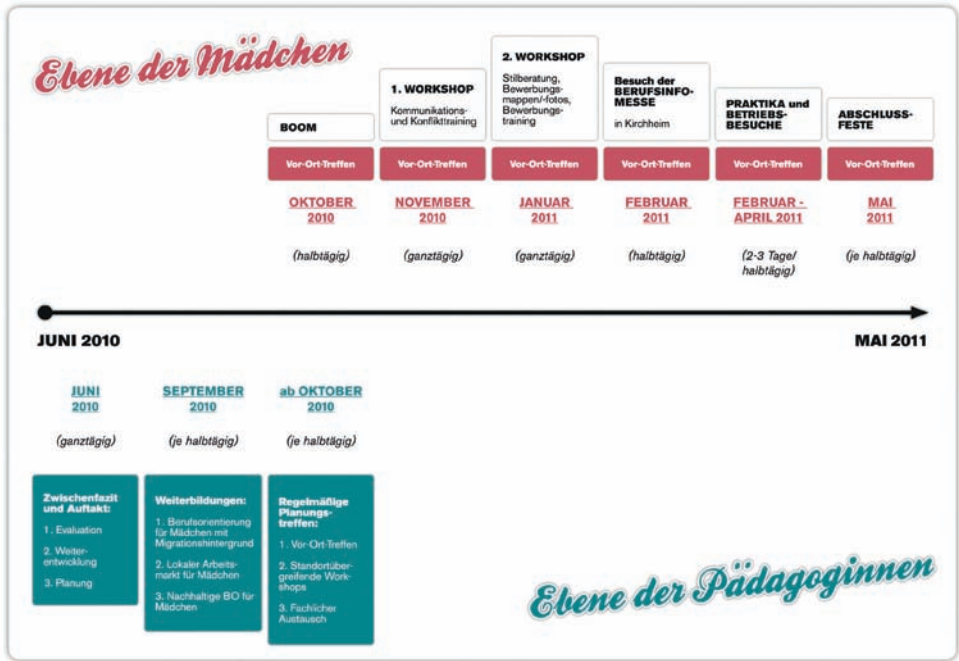 Ebene der Mädchen
BOOM
1. WORKSHOP
Kommunikations-
und Konflikttraining
2. WORKSHOP
Stilberatung,
Bewerbungs-
mappen/-fotos,
Bewerbungs-
training
Besuch der
BERUFSINFO-
MESSE
in Kirchheim
PRAKTIKA und
BETRIEBS-
BESUCHE
ABSCHLUSS-
FESTE
Vor-Ort-Treffen
Vor-Ort-Treffen
Vor-Ort-Treffen
Vor-Ort-Treffen
Vor-Ort-Treffen
Vor-Ort-Treffen
OKTOBER
2010
(halbtägig)
NOVEMBER
2010
(ganztägig)
JANUAR
2011
(ganztägig)
FEBRUAR
2011
(halbtägig)
FEBRUAR -
APRIL 2011
(2-3 Tage/
halbtägig)
MAI
2011
(je halbtägig)
JUNI 2010
MAI 2011
JUNI
2010
(ganztägig)
Zwischenfazit
und Auftakt:
1. Evaluation
2. Weiter-
entwicklung
3. Planung
SEPTEMBER
2010
(je halbtägig)
Weiterbildungen:
1. Berufsorientierung
für Mädchen mit
Migrationshintergrund
2. Lokaler Arbeits-
markt für Mädchen
3. Nachhaltige BO für
Mädchen
ab OKTOBER
2010
(je halbtägig)
Regelmäßige
Planungs-
treffen:
1. Vor-Ort-Treffen
2. Standortüber-
greifende Work-
shops
3. Fachlicher
Austausch
Ebene der Pädagoginnen